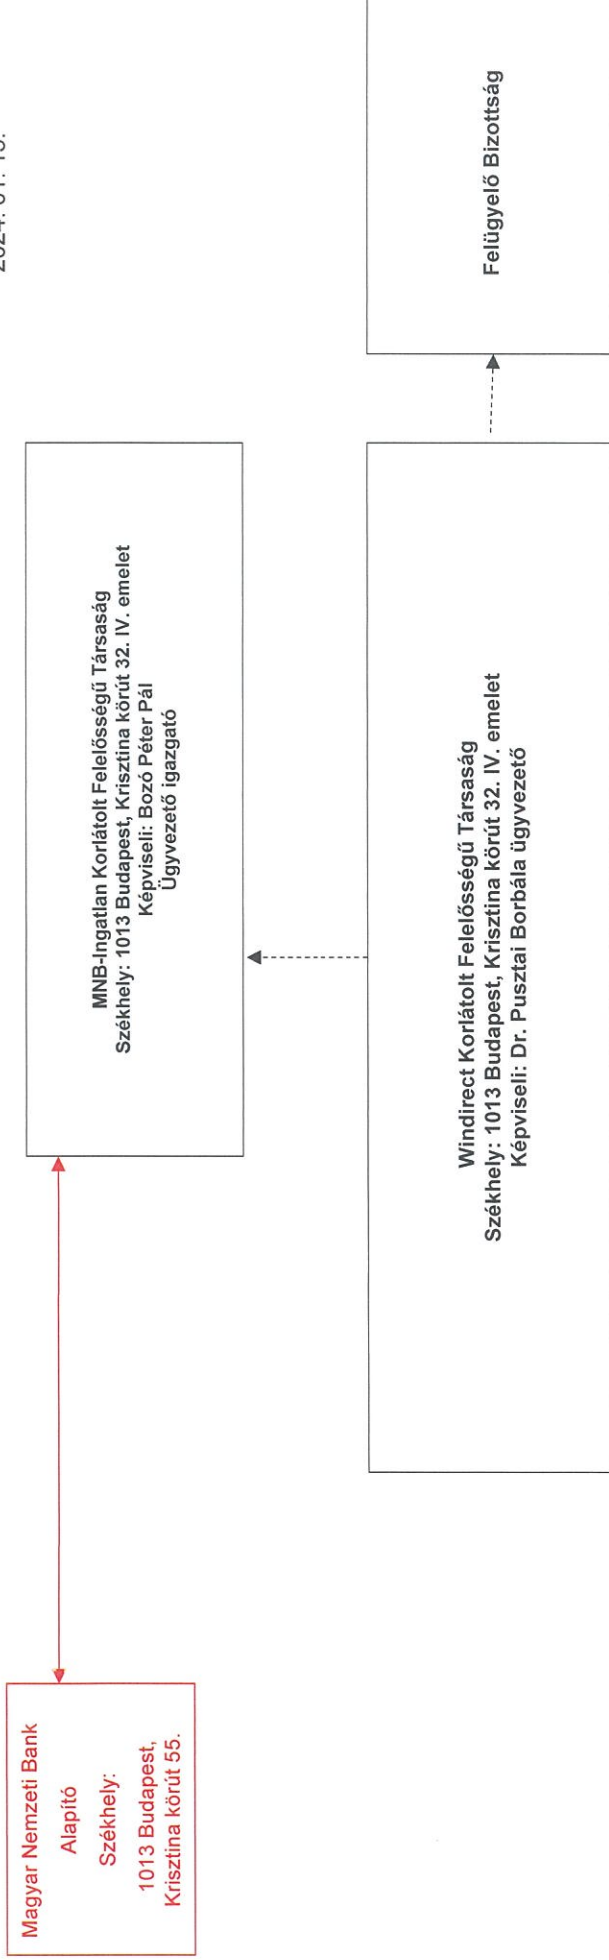 Magyar Nemzeti Bank
Alapító
Székhely:
1013 Budapest,
Krisztina körút 55.
MNB-Ingatlan Korlátolt Felelősségű Társaság
Székhely: 1013 Budapest, Krisztina körút 32. IV. emelet
Képviseli: Bozó Péter Pál
Ügyvezető igazgató
Windirect Korlátolt Felelősségű Társaság
Székhely: 1013 Budapest, Krisztina körút 32. IV. emelet
Képviseli: Dr. Pusztai Borbála ügyvezető
Felügyelő Bizottság